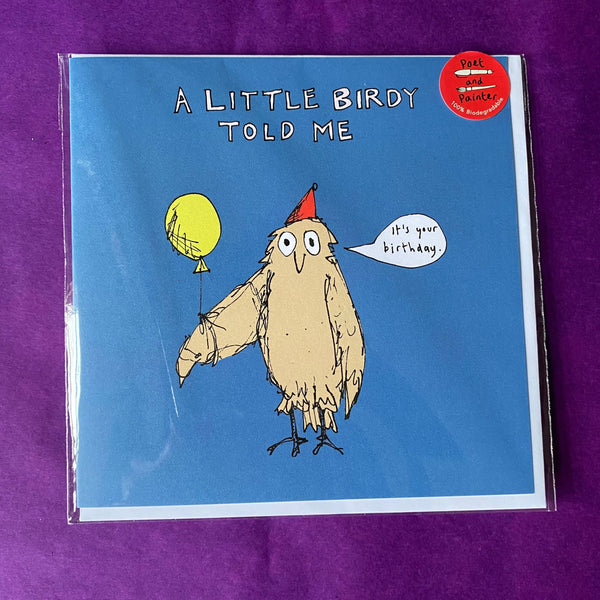 A LITTLE BIRDY
TOLD ME
Poet
and
Painter
100% Biodegradable
It's your
birthday.